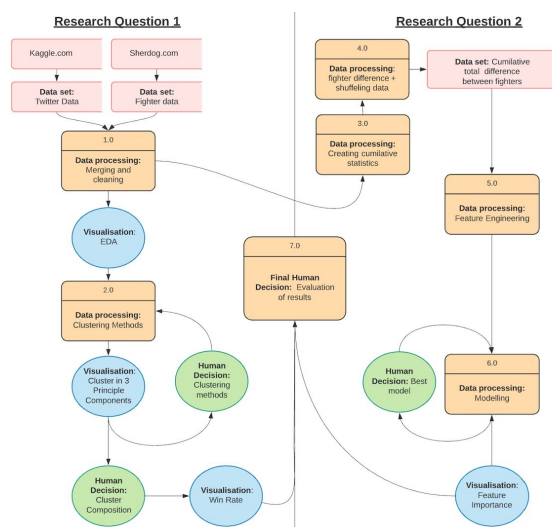 Research Question 1
Kaggle.com
Sherdog.com
Data set:
Twitter Data
Data set:
Fighter data
1.0
Data processing:
Merging and
cleaning
Visualisation:
EDA
2.0
Data processing:
Clustering Methods
Visualisation:
Cluster in 3
Principle
Components
Human
Decision:
Clustering
methods
Human
Decision:
Cluster
Composition
Visualisation:
Win Rate
7.0
Final Human
Decision: Evaluation
of results
Research Question 2
4.0
Data processing:
fighter difference +
shuffeling data
Data set: Cumilative
total difference
between fighters
3.0
Data processing:
Creating cumilative
statistics
5.0
Data processing:
Feature Engineering
Human
Decision: Best
model
6.0
Data processing:
Modelling
Visualisation:
Feature
Importance